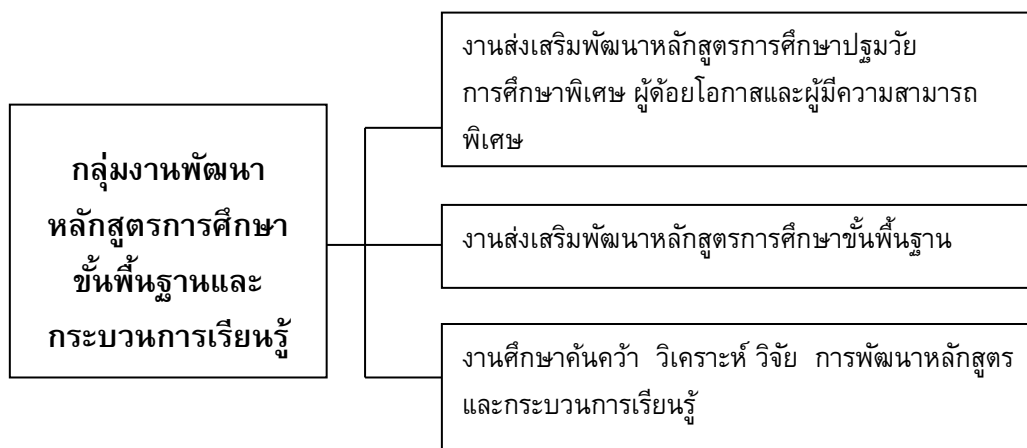 กลุ่มงานพัฒนา
หลักสูตรการศึกษา
ขั้นพื้นฐานและ
กระบวนการเรียนรู้
งานส่งเสริมพัฒนาหลักสูตรการศึกษาปฐมวัย
การศึกษาพิเศษ ผู้ด้อยโอกาสและผู้มีความสามารถ
พิเศษ
งานส่งเสริมพัฒนาหลักสูตรการศึกษาขั้นพื้นฐาน
งานศึกษาค้นคว้า วิเคราะห์ วิจัย การพัฒนาหลักสูตร
และกระบวนการเรียนรู้